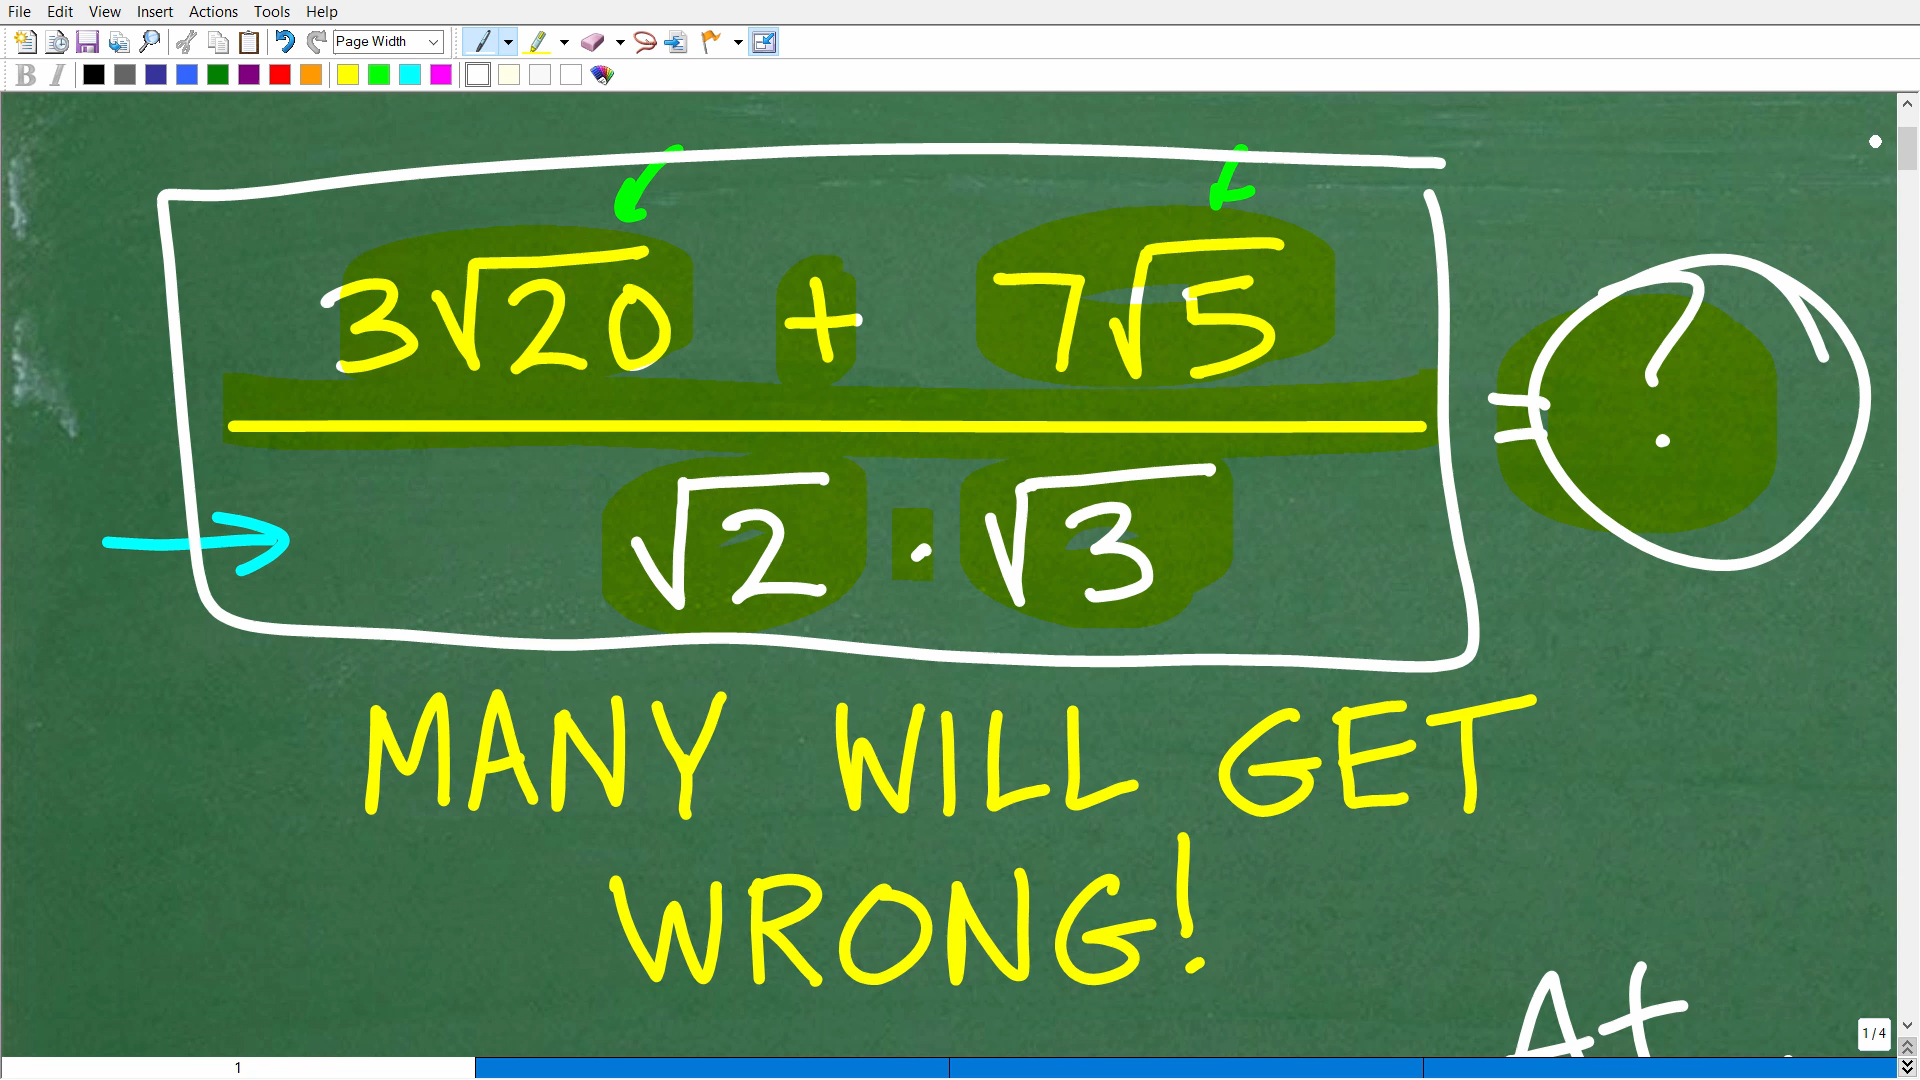 File Edit View Insert Actions Tools Help
Page Width
B I
3√20 + 7√5
= ?
√2 · √3
MANY WILL GET
WRONG!
At
1 / 4
1